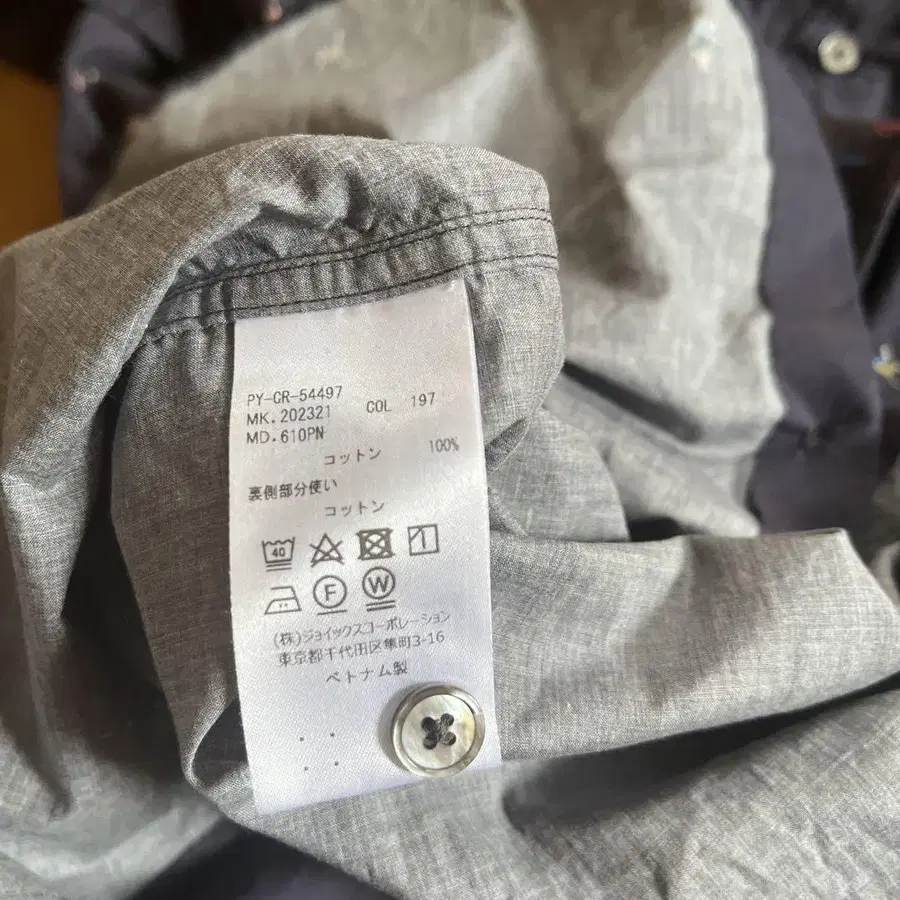 PY-CR-54497
MK.202321 COL 197
MD.610PN
コットン 100%
裏側部分使い
コットン
40
F W
(株)ジョイックスコーポレーション
東京都千代田区隼町3-16
ベトナム製